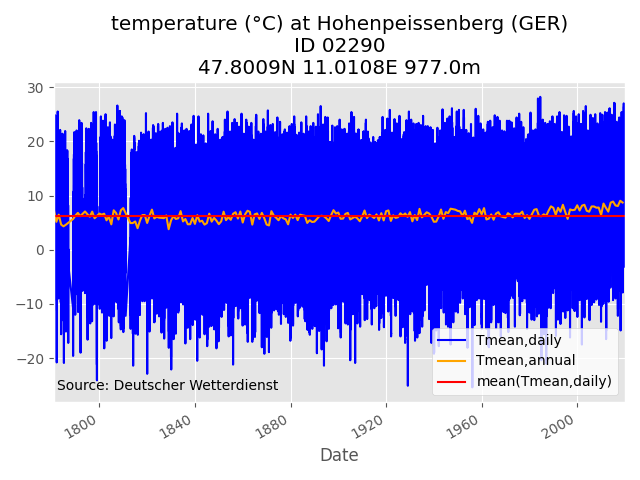 temperature (°C) at Hohenpeissenberg (GER)
ID 02290
47.8009N 11.0108E 977.0m
30
20
10
0
−10
−20
Tmean,daily
Tmean,annual
mean(Tmean,daily)
Source: Deutscher Wetterdienst
1800
1840
1880
1920
1960
2000
Date